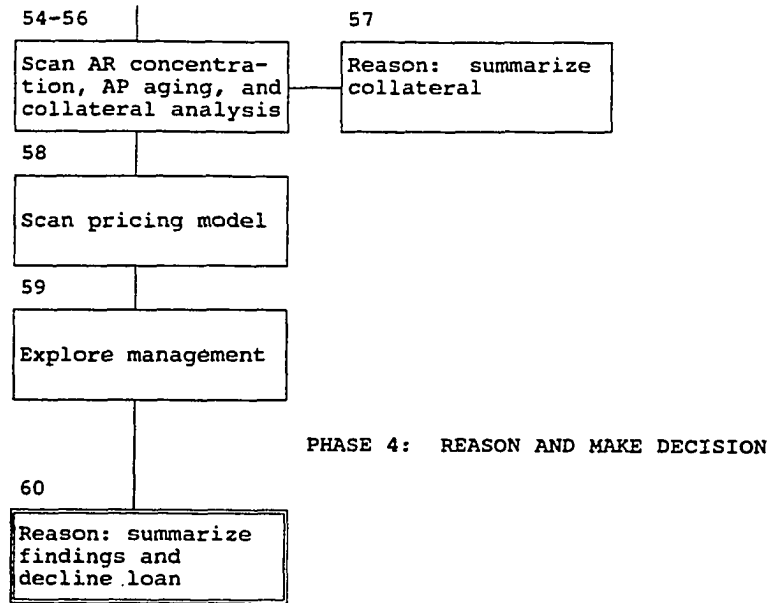 54-56
57
Scan AR concentra-
tion, AP aging, and
collateral analysis
Reason: summarize
collateral
58
Scan pricing model
59
Explore management
PHASE 4: REASON AND MAKE DECISION
60
Reason: summarize
findings and
decline loan